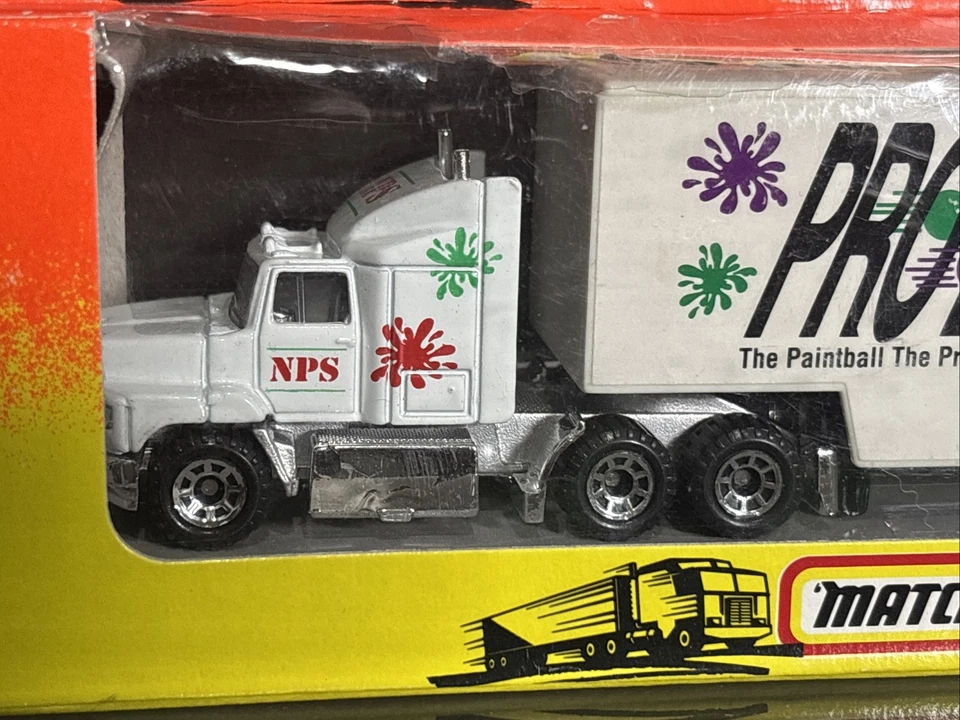 PRO
NPS
The Paintball The Pr
'MATC